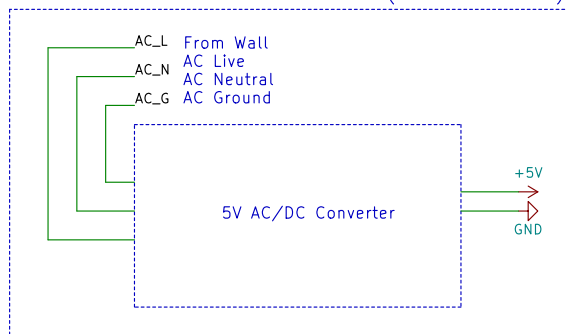 AC_L
From Wall
AC Live
AC_N
AC Neutral
AC_G
AC Ground
5V AC/DC Converter
+5V
GND